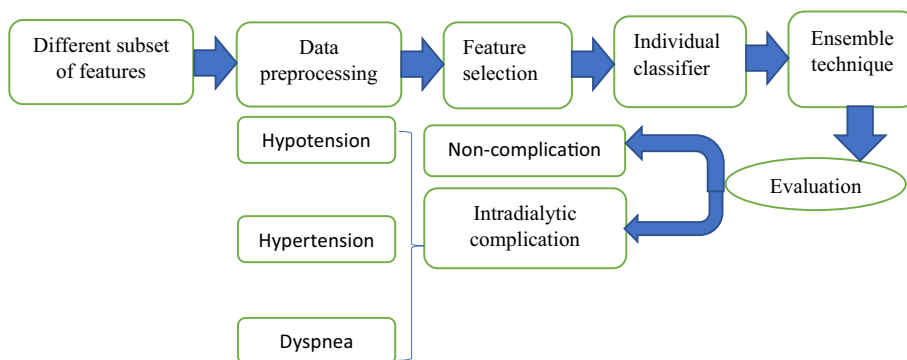 Different subset
of features
Data
preprocessing
Feature
selection
Individual
classifier
Ensemble
technique
Hypotension
Non-complication
Evaluation
Intradialytic
complication
Hypertension
Dyspnea